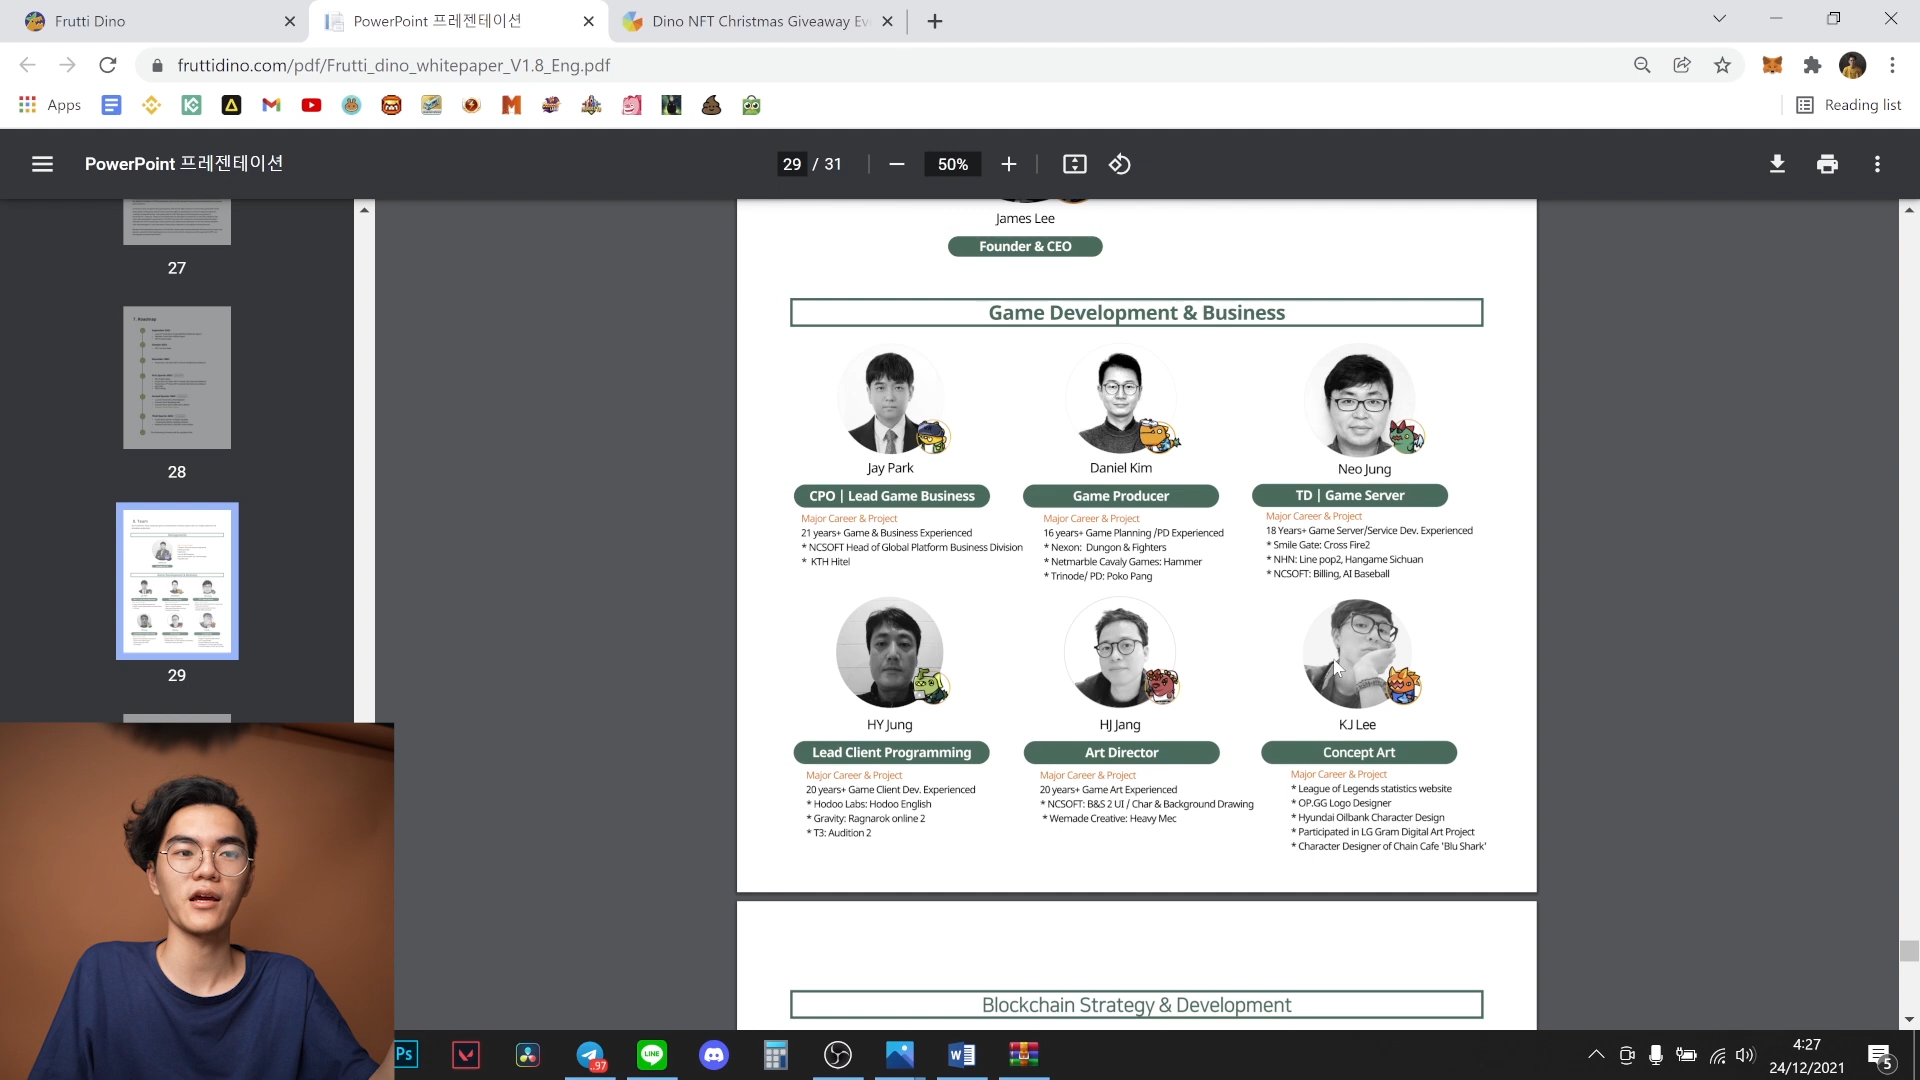 Frutti Dino
PowerPoint 프레젠테이션
Dino NFT Christmas Giveaway Ev
fruttidino.com/pdf/Frutti_dino_whitepaper_V1.8_Eng.pdf
Apps
Reading list
PowerPoint 프레젠테이션
29 / 31
50%
27
28
29
James Lee
Founder & CEO
Game Development & Business
Jay Park
CPO | Lead Game Business
Major Career & Project
21 years+ Game & Business Experienced
* NCSOFT Head of Global Platform Business Division
* KTH Hitel
Daniel Kim
Game Producer
Major Career & Project
16 years+ Game Planning /PD Experienced
* Nexon: Dungon & Fighters
* Netmarble Cavaly Games: Hammer
* Trinode/ PD: Poko Pang
Neo Jung
TD | Game Server
Major Career & Project
18 Years+ Game Server/Service Dev. Experienced
* Smile Gate: Cross Fire2
* NHN: Line pop2, Hangame Sichuan
* NCSOFT: Billing, AI Baseball
HY Jung
Lead Client Programming
Major Career & Project
20 years+ Game Client Dev. Experienced
* Hodoo Labs: Hodoo English
* Gravity: Ragnarok online 2
* T3: Audition 2
HJ Jang
Art Director
Major Career & Project
20 years+ Game Art Experienced
* NCSOFT: B&S 2 UI / Char & Background Drawing
* Wemade Creative: Heavy Mec
KJ Lee
Concept Art
Major Career & Project
* League of Legends statistics website
* OP.GG Logo Designer
* Hyundai Oilbank Character Design
* Participated in LG Gram Digital Art Project
* Character Designer of Chain Cafe 'Blu Shark'
Blockchain Strategy & Development
Ps
97
LINE
W
4:27
24/12/2021
5